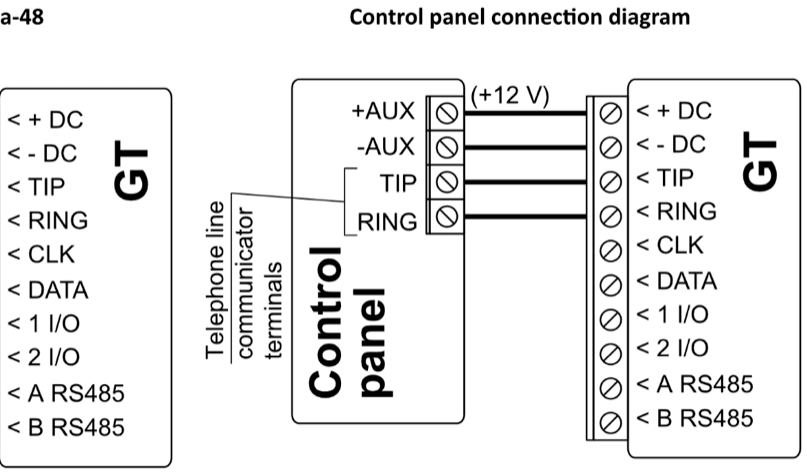 a-48
Control panel connection diagram
< + DC
< - DC
< TIP
< RING
< CLK
< DATA
< 1 I/O
< 2 I/O
< A RS485
< B RS485
GT
Telephone line
communicator
terminals
+AUX
-AUX
TIP
RING
Control
panel
(+12 V)
< + DC
< - DC
< TIP
< RING
< CLK
< DATA
< 1 I/O
< 2 I/O
< A RS485
< B RS485
GT